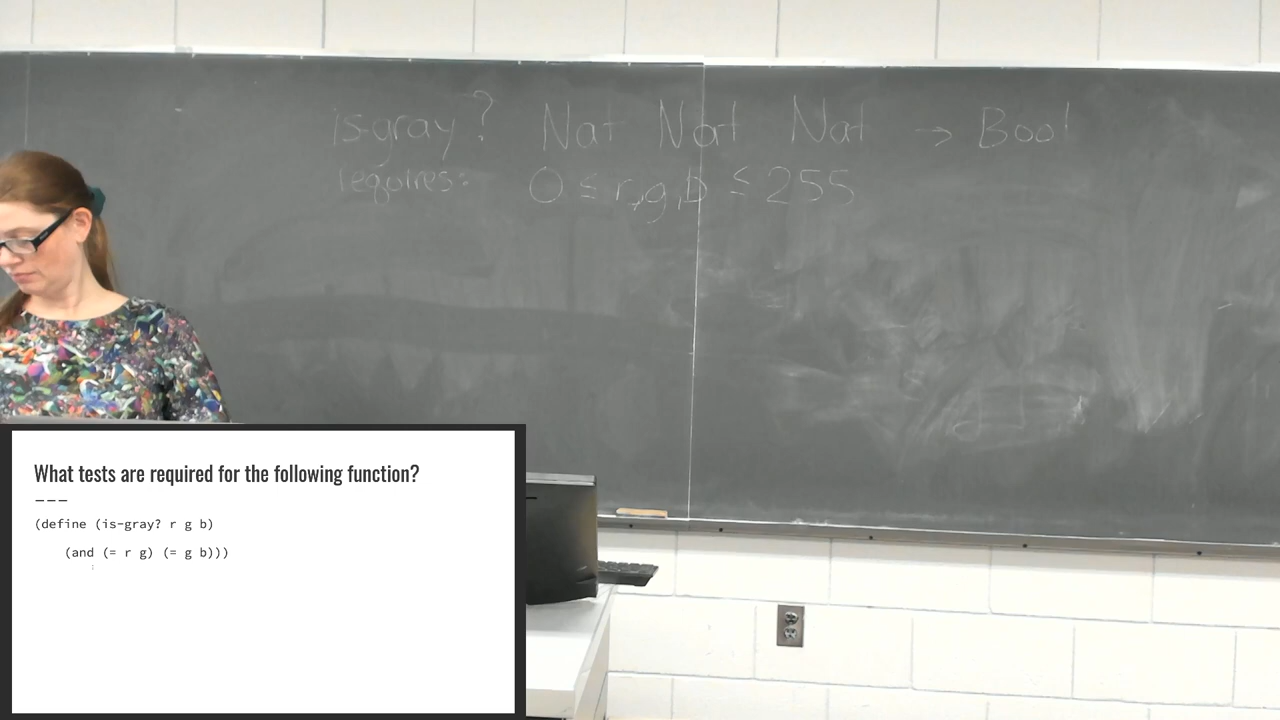 is-gray? Nat Nat Nat → Bool
requires: 0 ≤ r,g,b ≤ 255
What tests are required for the following function?
(define (is-gray? r g b)
(and (= r g) (= g b)))